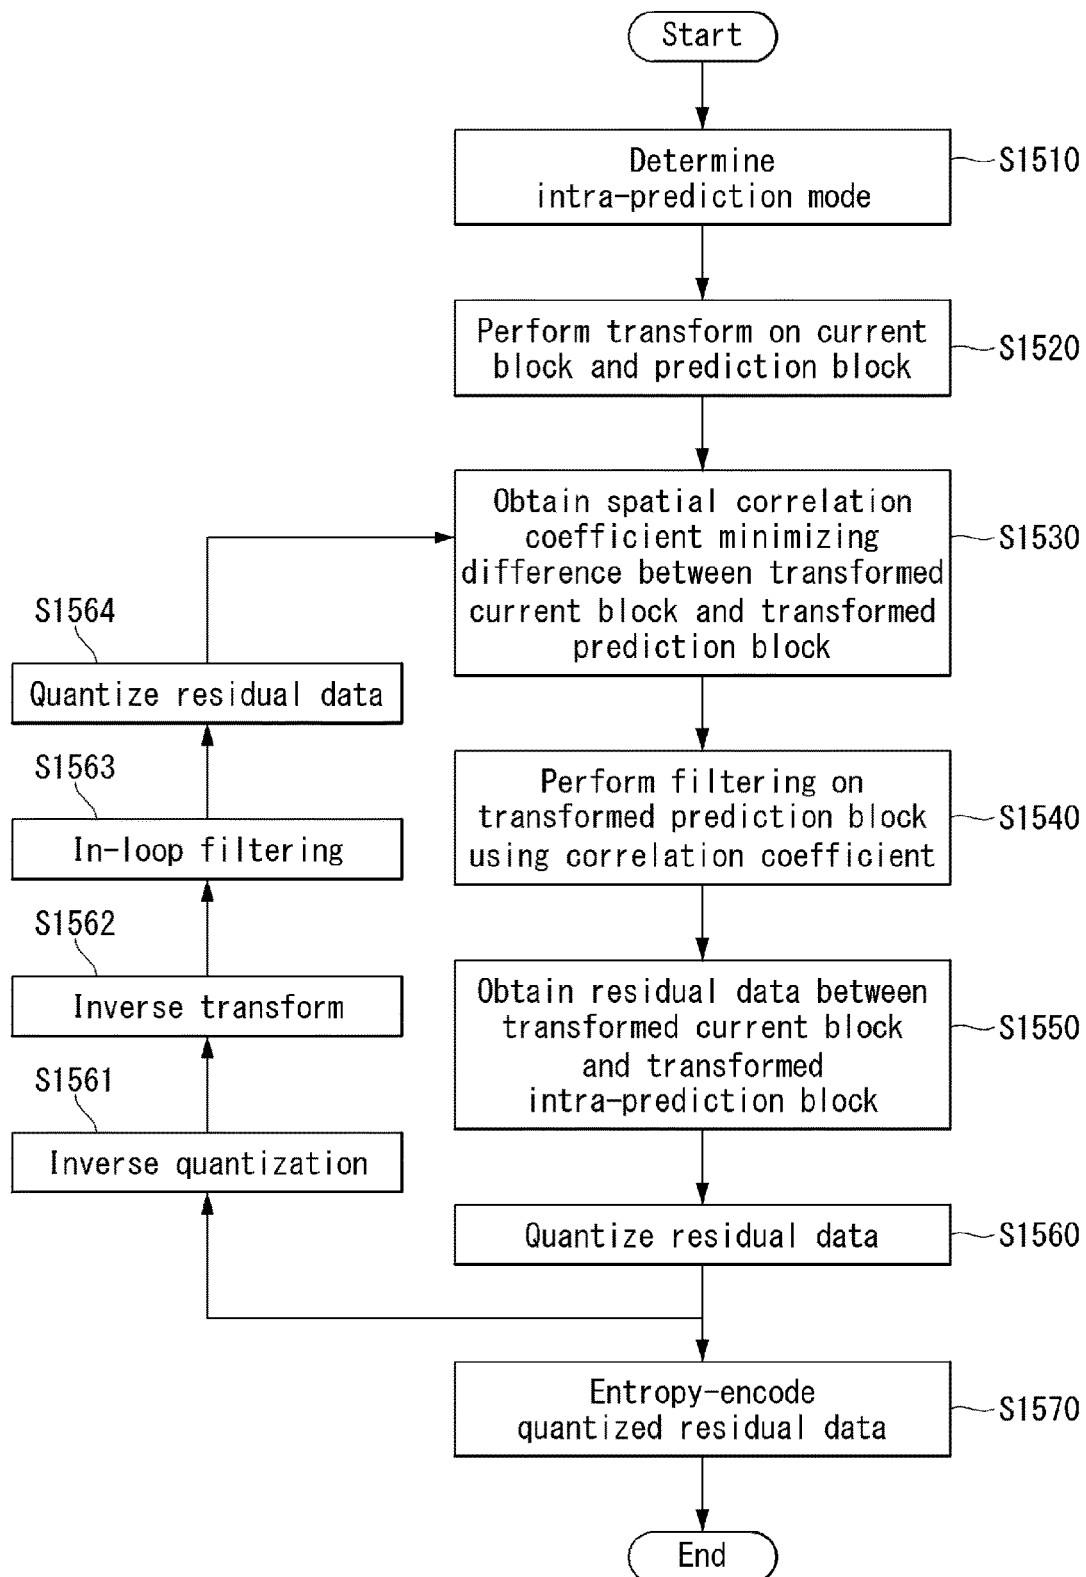 Start
Determine
intra-prediction mode
S1510
Perform transform on current
block and prediction block
S1520
Obtain spatial correlation
coefficient minimizing
difference between transformed
current block and transformed
prediction block
S1530
S1564
Quantize residual data
S1563
In-loop filtering
S1562
Inverse transform
S1561
Inverse quantization
Perform filtering on
transformed prediction block
using correlation coefficient
S1540
Obtain residual data between
transformed current block
and transformed
intra-prediction block
S1550
Quantize residual data
S1560
Entropy-encode
quantized residual data
S1570
End